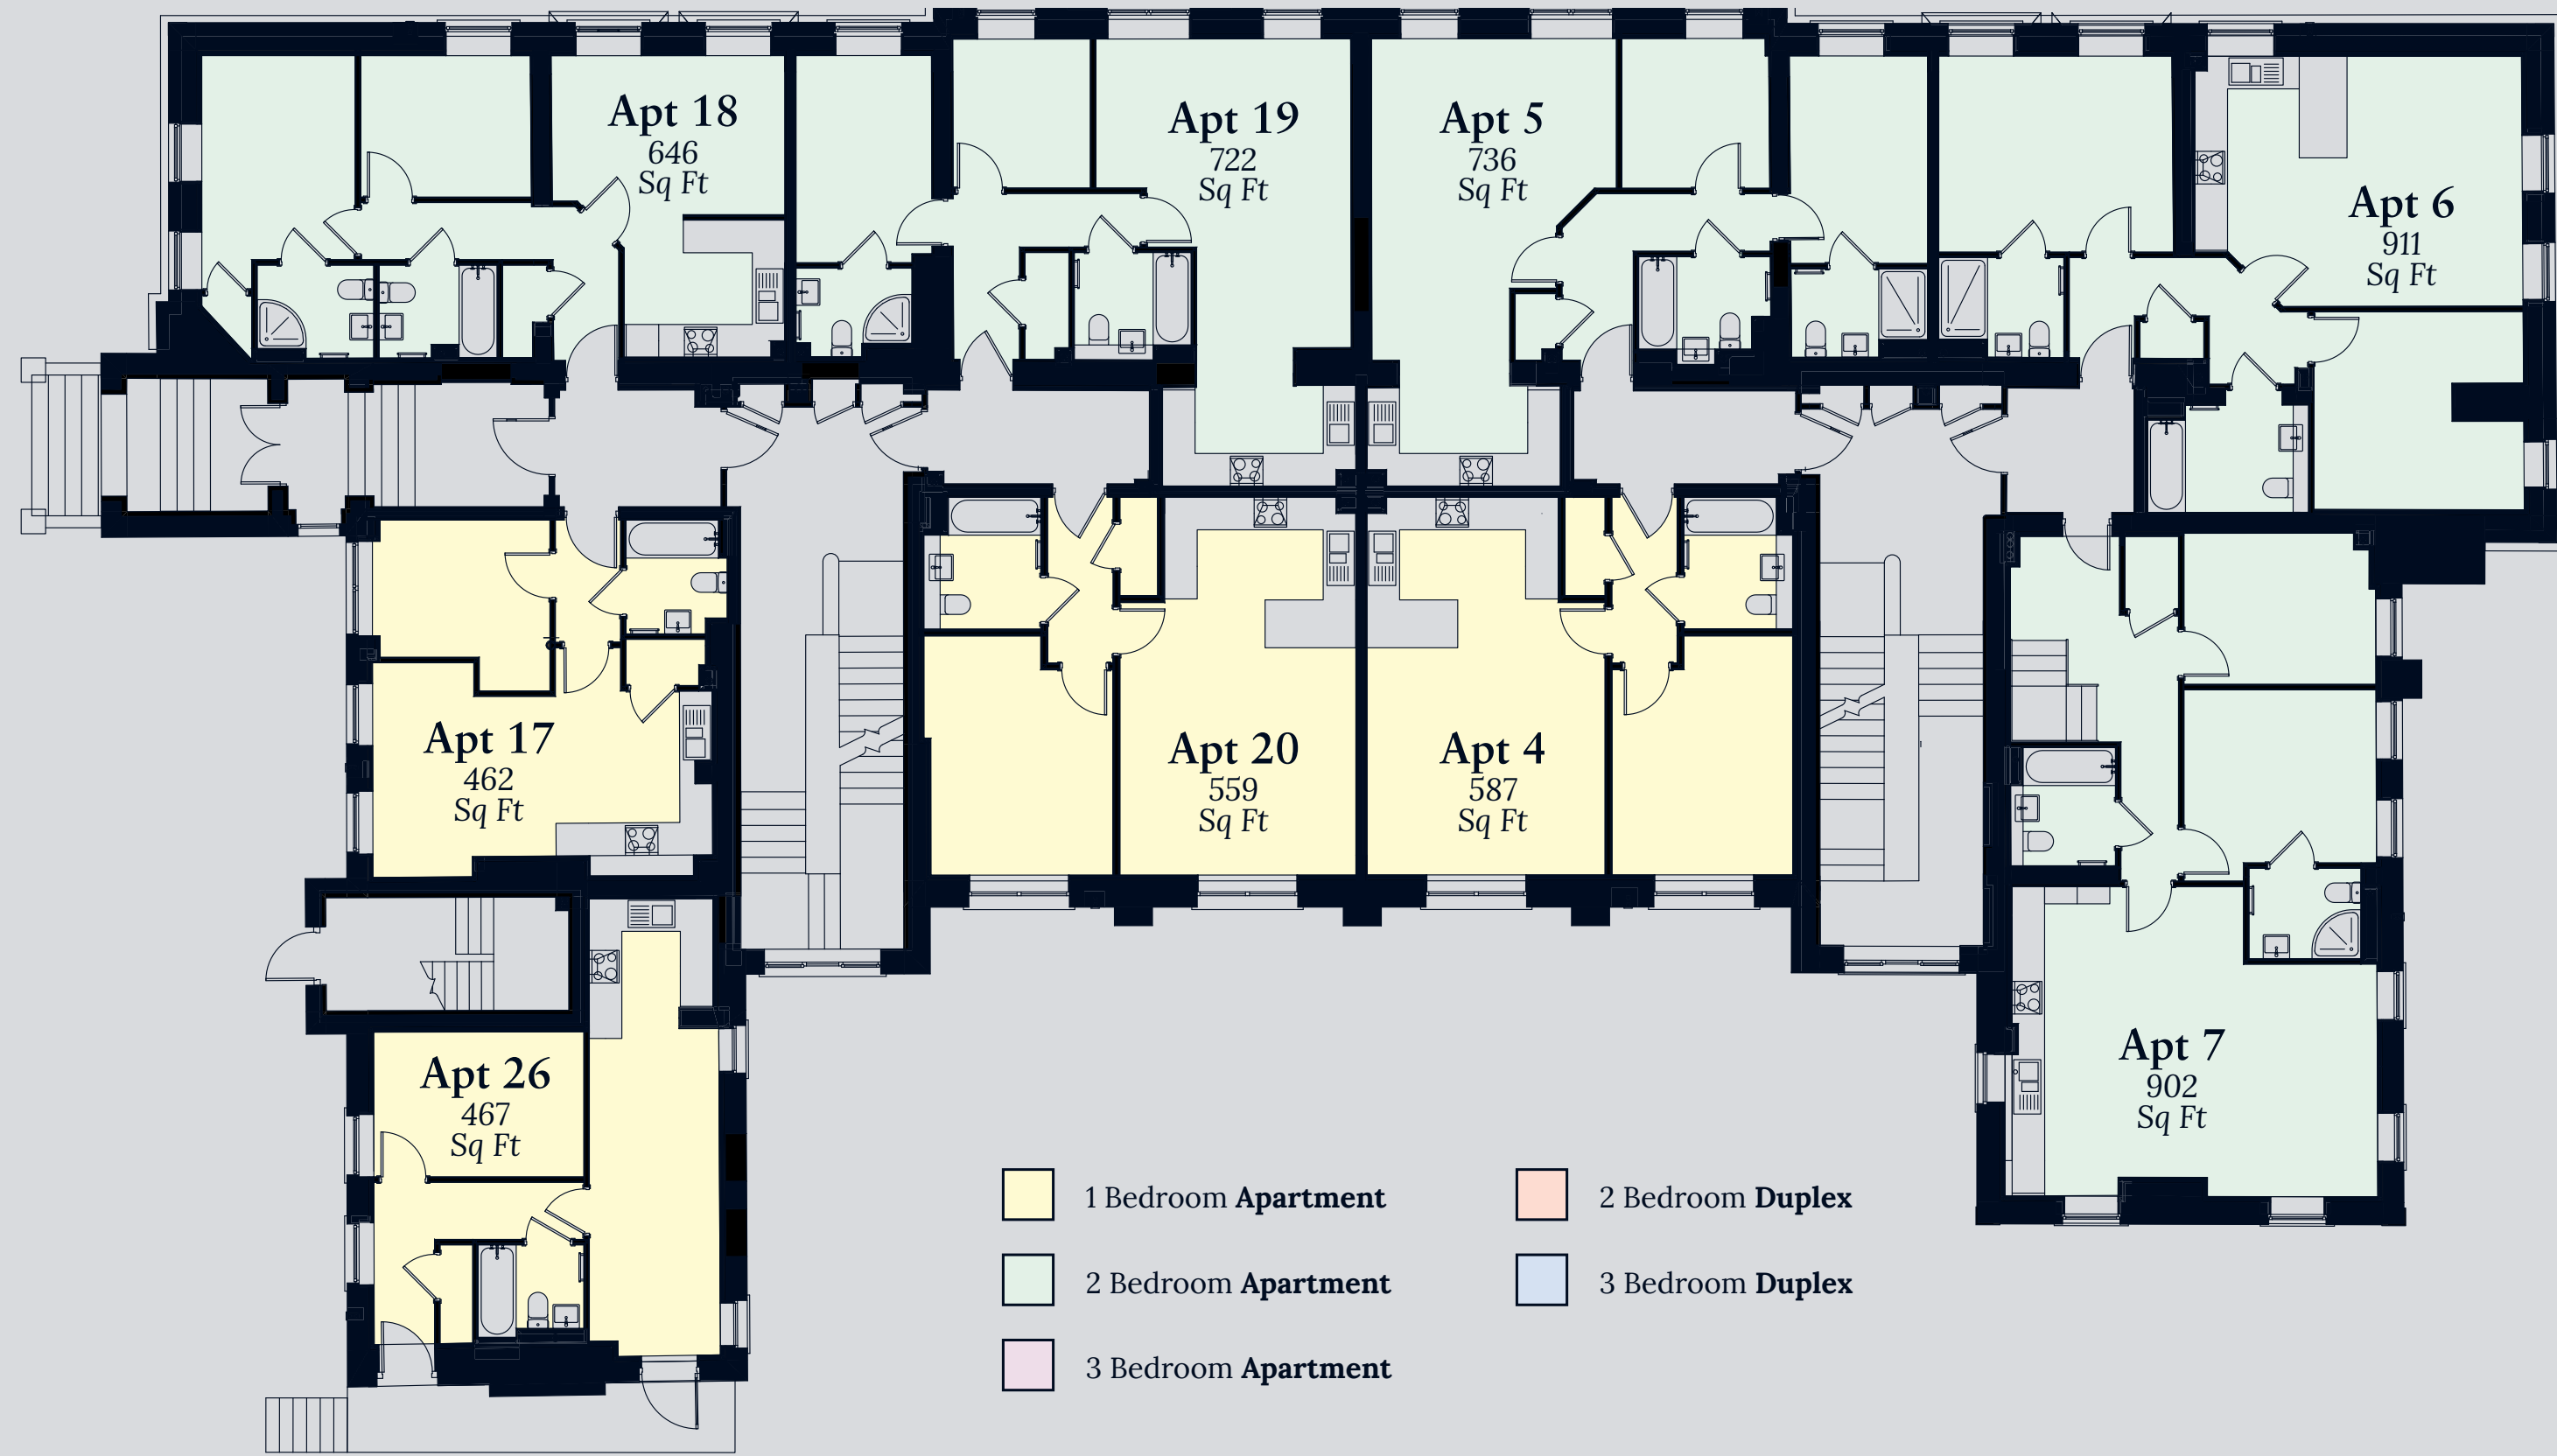 Apt 18
646
Sq Ft
Apt 19
722
Sq Ft
Apt 5
736
Sq Ft
Apt 6
911
Sq Ft
Apt 17
462
Sq Ft
Apt 20
559
Sq Ft
Apt 4
587
Sq Ft
Apt 26
467
Sq Ft
Apt 7
902
Sq Ft
1 Bedroom Apartment
2 Bedroom Apartment
3 Bedroom Apartment
2 Bedroom Duplex
3 Bedroom Duplex